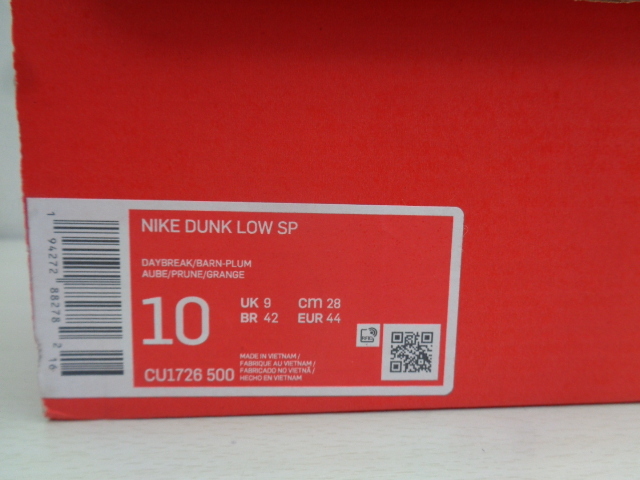 NIKE DUNK LOW SP
DAYBREAK/BARN-PLUM
AUBE/PRUNE/GRANGE
10
UK 9 cm 28
BR 42 EUR 44
CU1726 500
MADE IN VIETNAM /
FABRIQUE AU VIETNAM /
FABRICADO NO VIETNÃ /
HECHO EN VIETNAM
1 94272 88278 2 16